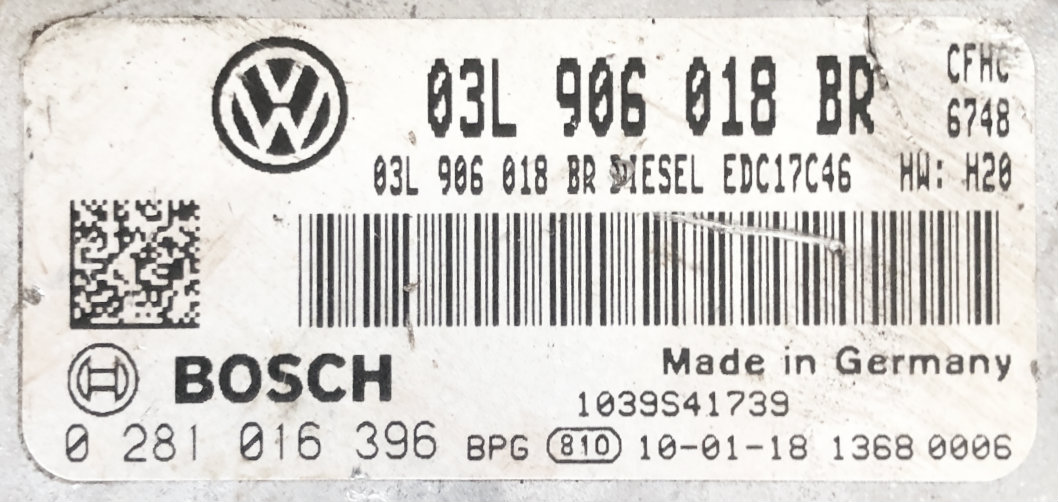 03L 906 018 BR
CFHC
6748
03L 906 018 BR DIESEL EDC17C46 HW: H20
BOSCH
Made in Germany
1039S41739
0 281 016 396 BPG 810 10-01-18 1368 0006